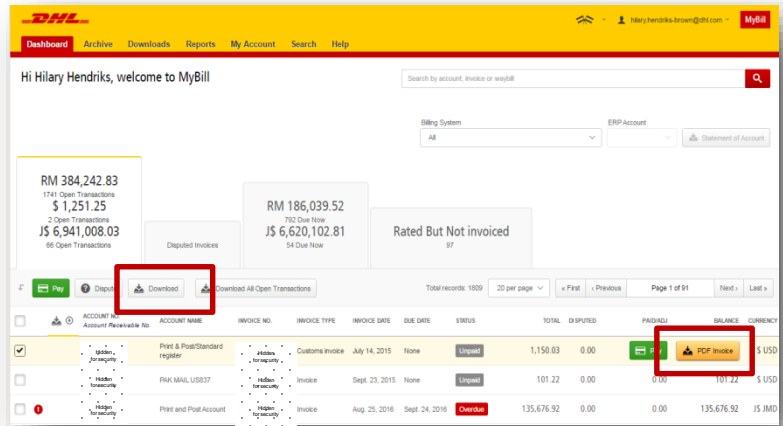 DHL
hilary.hendriks-brown@dhl.com
MyBill
Dashboard Archive Downloads Reports My Account Search Help
Hi Hilary Hendriks, welcome to MyBill
Search by account, invoice or waybill
Billing System
ERP Account
All
Statement of Account
RM 384,242.83
1741 Open Transactions
$ 1,251.25
2 Open Transactions
J$ 6,941,008.03
66 Open Transactions
Disputed Invoices
RM 186,039.52
792 Due Now
J$ 6,620,102.81
54 Due Now
Rated But Not invoiced
97
Pay Dispute Download Download All Open Transactions Total records: 1809 20 per page « First ‹ Previous Page 1 of 91 Next › Last »
ACCOUNT NO. ACCOUNT NAME INVOICE NO. INVOICE TYPE INVOICE DATE DUE DATE STATUS TOTAL DISPUTED PAID/ADJ BALANCE CURRENCY
Account Receivable No.
Hidden for security Print & Post/Standard register Hidden for security Customs invoice July 14, 2015 None Unpaid 1,150.03 0.00 PDF Invoice $ USD
Hidden for security PAK MAIL US837 Hidden for security Invoice Sept. 23, 2015 None Unpaid 101.22 0.00 0.00 101.22 $ USD
Hidden for security Print and Post Account Hidden for security Invoice Aug. 25, 2016 Sept. 24, 2016 Overdue 135,676.92 0.00 0.00 135,676.92 J$ JMD